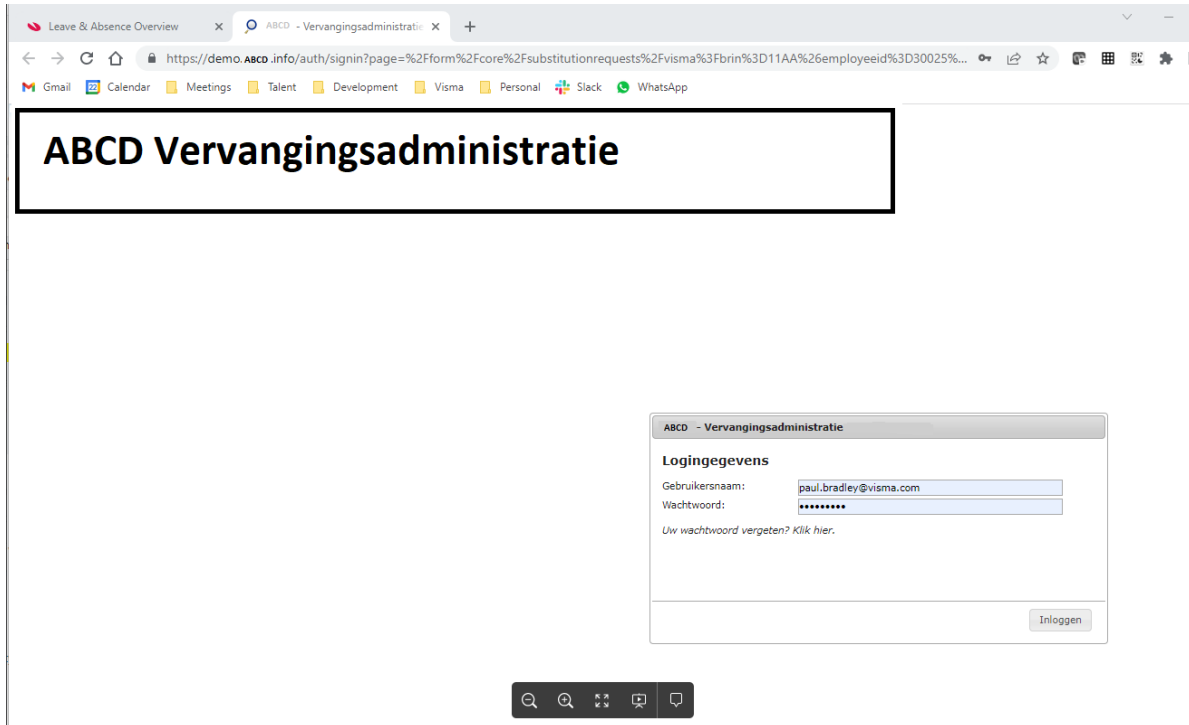 Leave & Absence Overview
ABCD - Vervangingsadministratie
https://demo.ABCD.info/auth/signin?page=%2Fform%2Fcore%2Fsubstitutionrequests%2Fvisma%3Fbrin%3D11AA%26employeeid%3D30025%...
Gmail 22 Calendar Meetings Talent Development Visma Personal Slack WhatsApp
ABCD Vervangingsadministratie
ABCD - Vervangingsadministratie
Logingegevens
Gebruikersnaam: paul.bradley@visma.com
Wachtwoord: •••••••••
Uw wachtwoord vergeten? Klik hier.
Inloggen